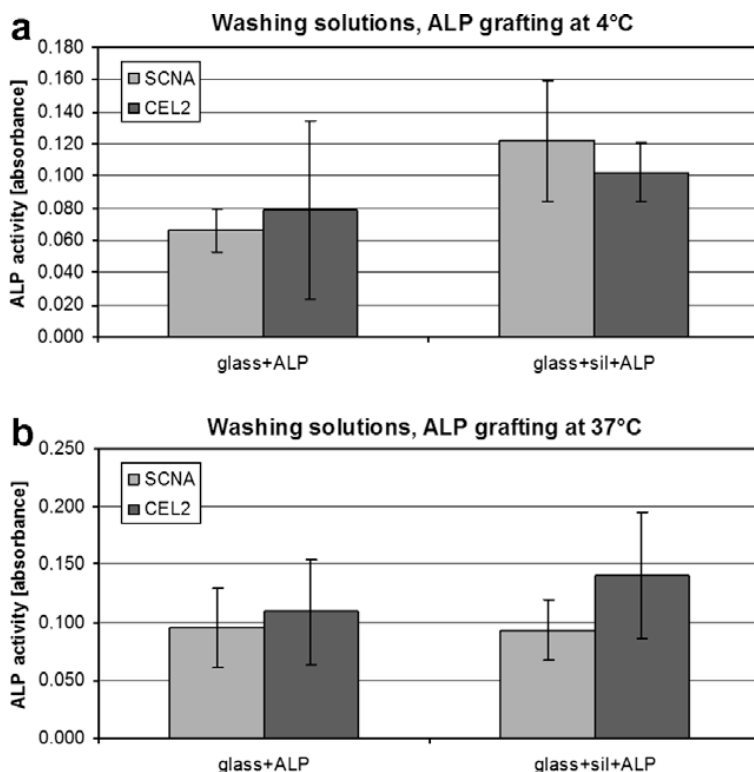 a
Washing solutions, ALP grafting at 4°C
ALP activity [absorbance]
0.180
0.160
0.140
0.120
0.100
0.080
0.060
0.040
0.020
0.000
SCNA
CEL2
glass+ALP
glass+sil+ALP
b
Washing solutions, ALP grafting at 37°C
ALP activity [absorbance]
0.250
0.200
0.150
0.100
0.050
0.000
SCNA
CEL2
glass+ALP
glass+sil+ALP